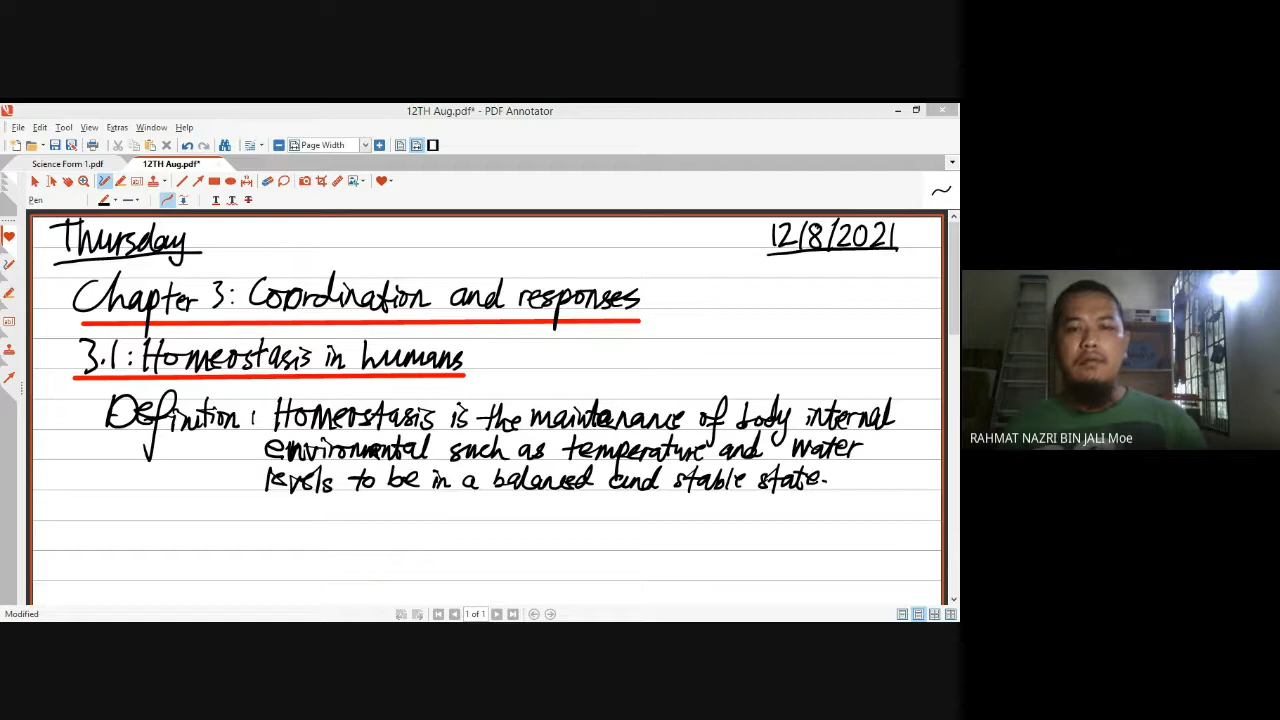 12TH Aug.pdf* - PDF Annotator
File Edit Tool View Extras Window Help
Page Width
Science Form 1.pdf 12TH Aug.pdf*
Pen
Thursday 12/8/2021
Chapter 3: Coordination and responses
3.1: Homeostasis in humans
Definition: Homeostasis is the maintenance of body internal
environmental such as temperature and water
levels to be in a balanced and stable state.
RAHMAT NAZRI BIN JALI Moe
Modified
1 of 1